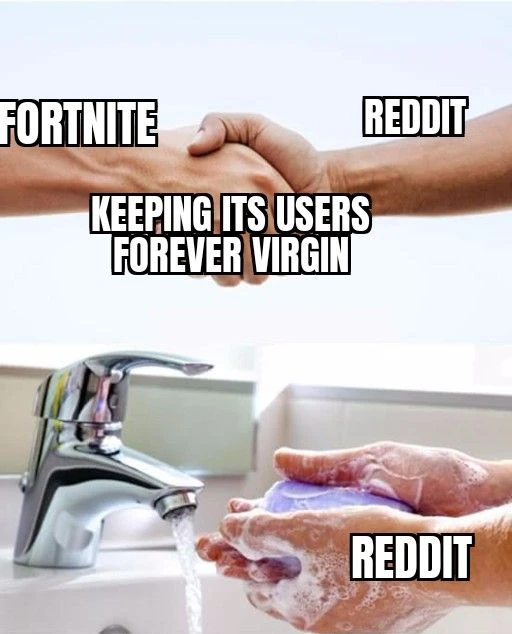 FORTNITE
REDDIT
KEEPING ITS USERS
FOREVER VIRGIN
REDDIT